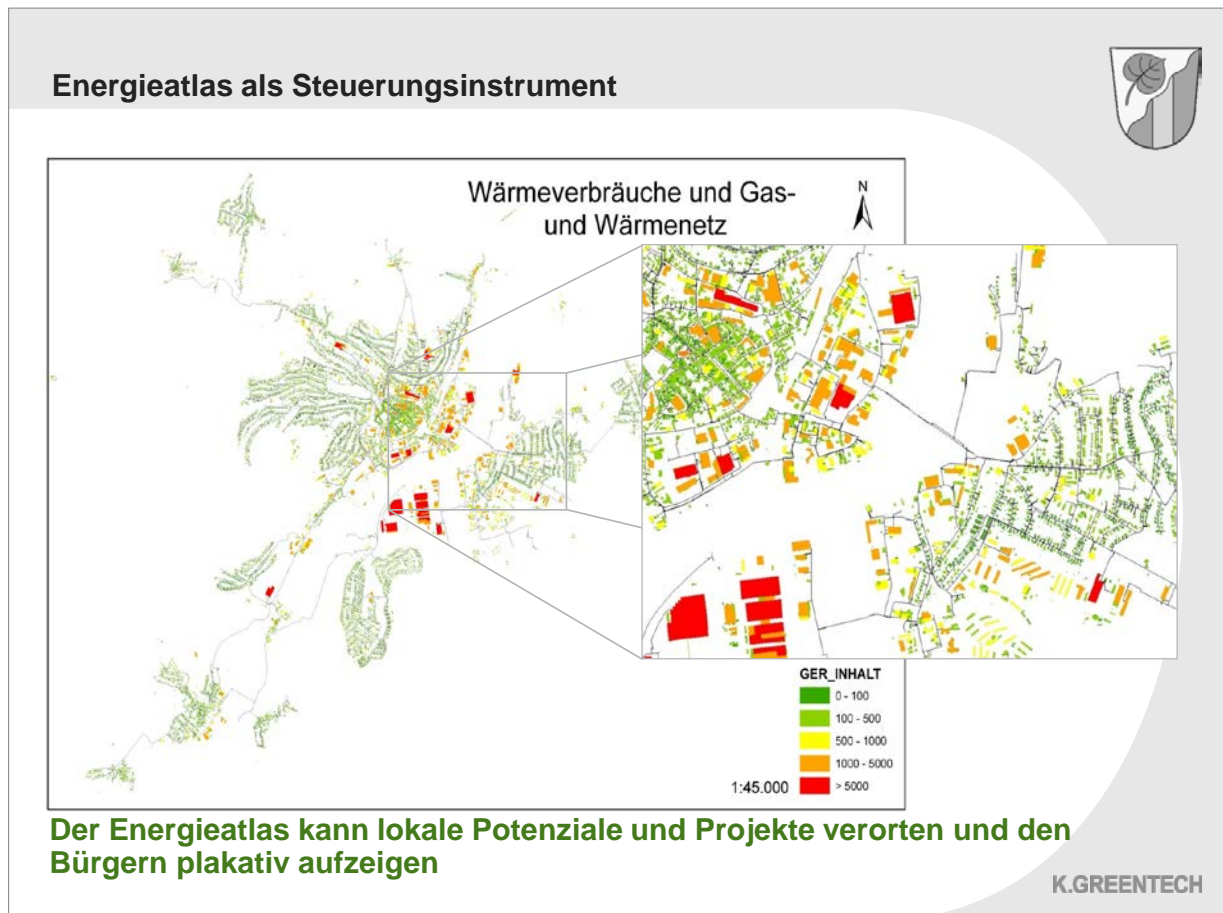 Energieatlas als Steuerungsinstrument
Wärmeverbräuche und Gas-
und Wärmenetz
N
GER_INHALT
0 - 100
100 - 500
500 - 1000
1000 - 5000
> 5000
1:45.000
Der Energieatlas kann lokale Potenziale und Projekte verorten und den
Bürgern plakativ aufzeigen
K.GREENTECH